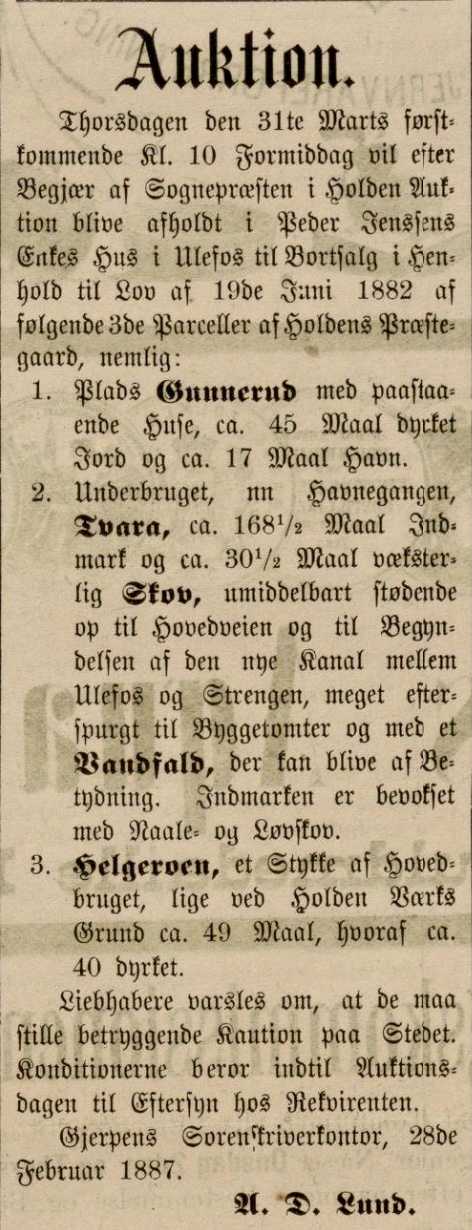 Auktion.
Thorsdagen den 31te Marts først-
kommende Kl. 10 Formiddag vil efter
Begjær af Sognepræsten i Holden Auk-
tion blive afholdt i Peder Jenssens
Enkes Hus i Ulefos til Bortsalg i Hen-
hold til Lov af 19de Juni 1882 af
følgende 3de Parceller af Holdens Præste-
gaard, nemlig:
1. Plads Gunnerud med paastaa-
ende Huse, ca. 45 Maal dyrket
Jord og ca. 17 Maal Havn.
2. Underbruget, nu Havnegangen,
Tvara, ca. 168½ Maal Ind-
mark og ca. 30½ Maal vækster-
lig Skov, umiddelbart stødende
op til Hovedveien og til Begyn-
delsen af den nye Kanal mellem
Ulefos og Strengen, meget efter-
spurgt til Byggetomter og med et
Vandfald, der kan blive af Be-
tydning. Indmarken er bevokset
med Naale- og Løvskov.
3. Helgeroen, et Stykke af Hoved-
bruget, lige ved Holden Værks
Grund ca. 49 Maal, hvoraf ca.
40 dyrket.
Liebhabere varsles om, at de maa
stille betryggende Kaution paa Stedet.
Konditionerne beror indtil Auktions-
dagen til Eftersyn hos Rekvirenten.
Gjerpens Sorenskriverkontor, 28de
Februar 1887.
A. D. Lund.